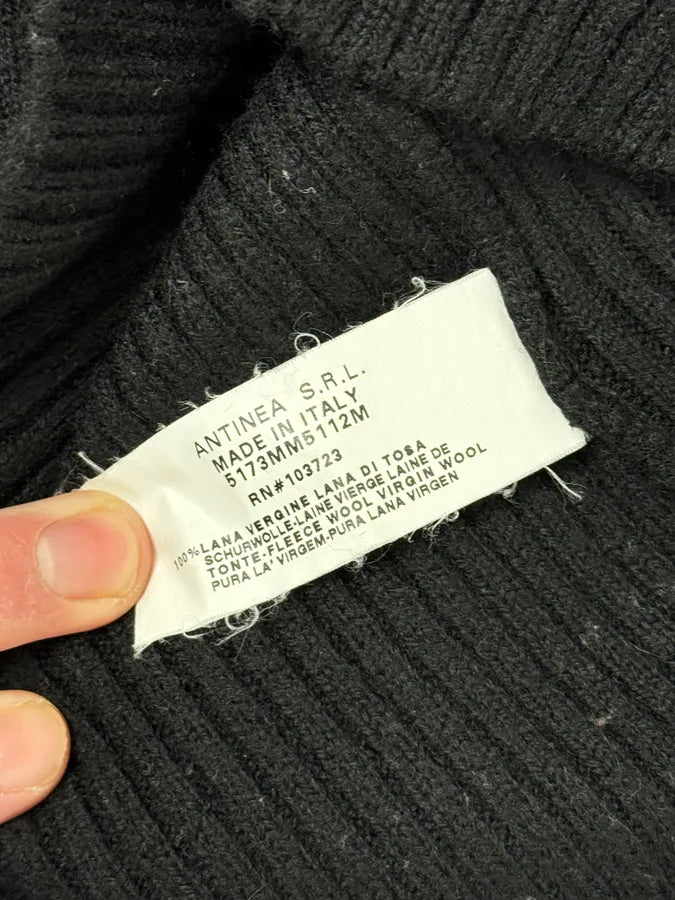 ANTINEA S.R.L.
MADE IN ITALY
5173MM5112M
RN#103723
100%LANA VERGINE LANA DI TOSA
SCHURWOLLE-LAINE VIERGE LAINE DE
TONTE-FLEECE WOOL VIRGIN WOOL
PURA LA'VIRGEM-PURA LANA VIRGEN